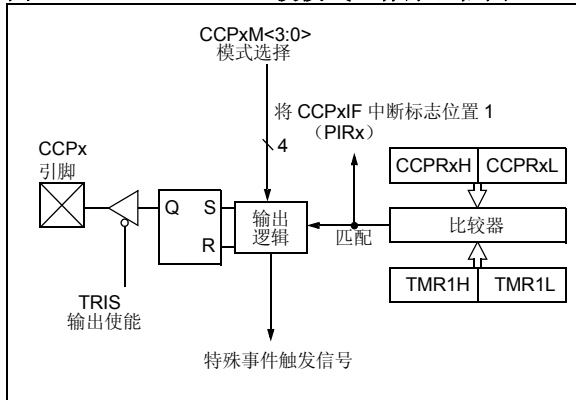 CCPxM<3:0>
模式选择
将 CCPxIF 中断标志位置 1
（PIRx）
4
CCPx
引脚
CCPRxH
CCPRxL
Q
S
R
输出
逻辑
匹配
比较器
TMR1H
TMR1L
TRIS
输出使能
特殊事件触发信号